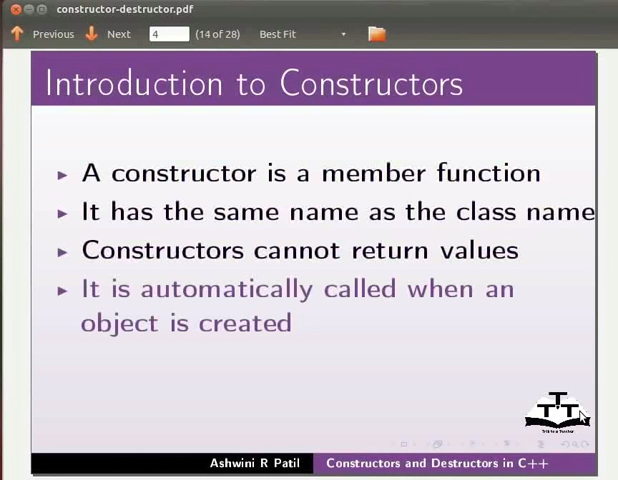 constructor-destructor.pdf
Previous Next 4 (14 of 28) Best Fit
Introduction to Constructors
A constructor is a member function
It has the same name as the class name
Constructors cannot return values
It is automatically called when an
object is created
Ashwini R Patil Constructors and Destructors in C++